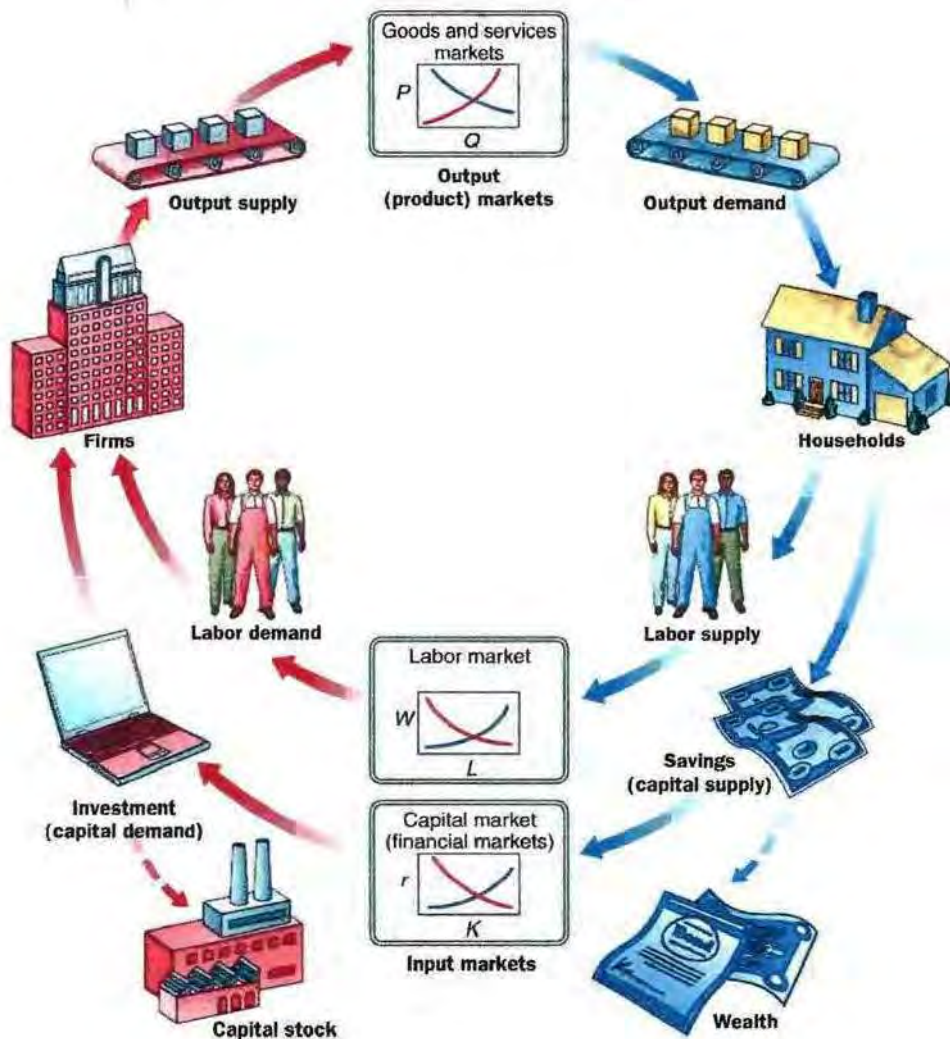 Goods and services
markets
P
Q
Output
(product) markets
Output supply
Output demand
Firms
Households
Labor demand
Labor supply
Labor market
W
L
Investment
(capital demand)
Savings
(capital supply)
Capital market
(financial markets)
r
K
Input markets
Capital stock
Bond
Wealth